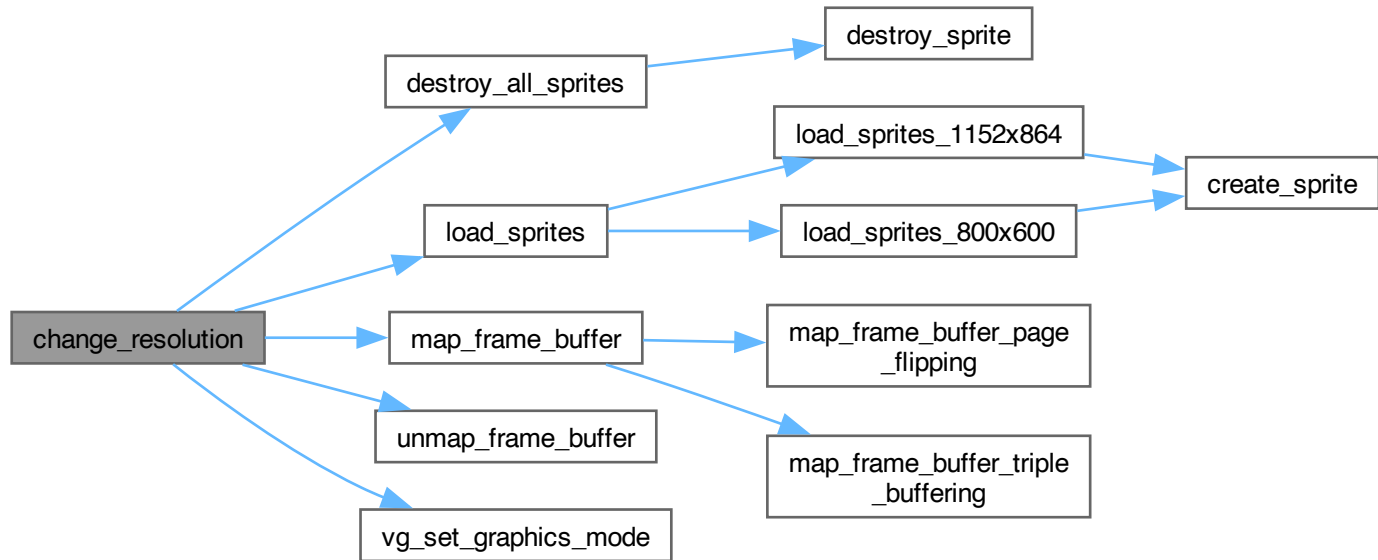 destroy_sprite
destroy_all_sprites
load_sprites_1152x864
create_sprite
load_sprites
load_sprites_800x600
change_resolution
map_frame_buffer
map_frame_buffer_page
_flipping
unmap_frame_buffer
map_frame_buffer_triple
_buffering
vg_set_graphics_mode